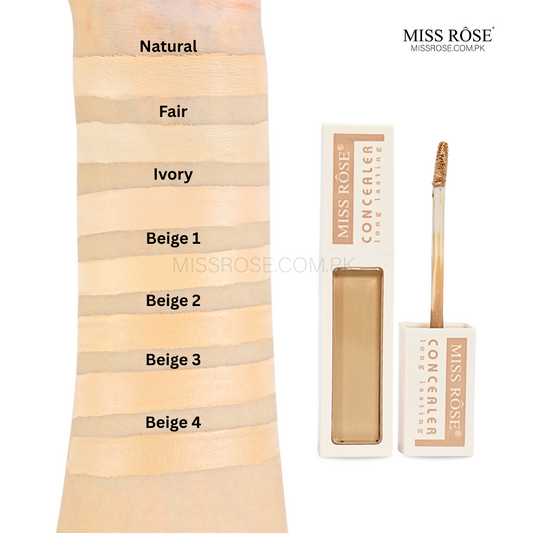 MISS RÔSE®
MISSROSE.COM.PK
Natural
Fair
Ivory
Beige 1
MISSROSE.COM.PK
Beige 2
Beige 3
Beige 4
MISS RÔSE®
CONCEALER
long lasting
MISS RÔSE®
CONCEALER
long lasting